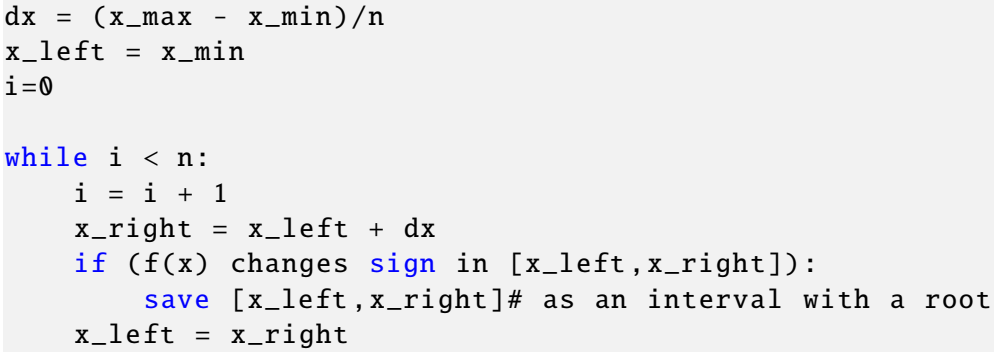 dx = (x_max - x_min)/n
x_left = x_min
i=0
while i < n:
i = i + 1
x_right = x_left + dx
if (f(x) changes sign in [x_left,x_right]):
save [x_left,x_right]# as an interval with a root
x_left = x_right